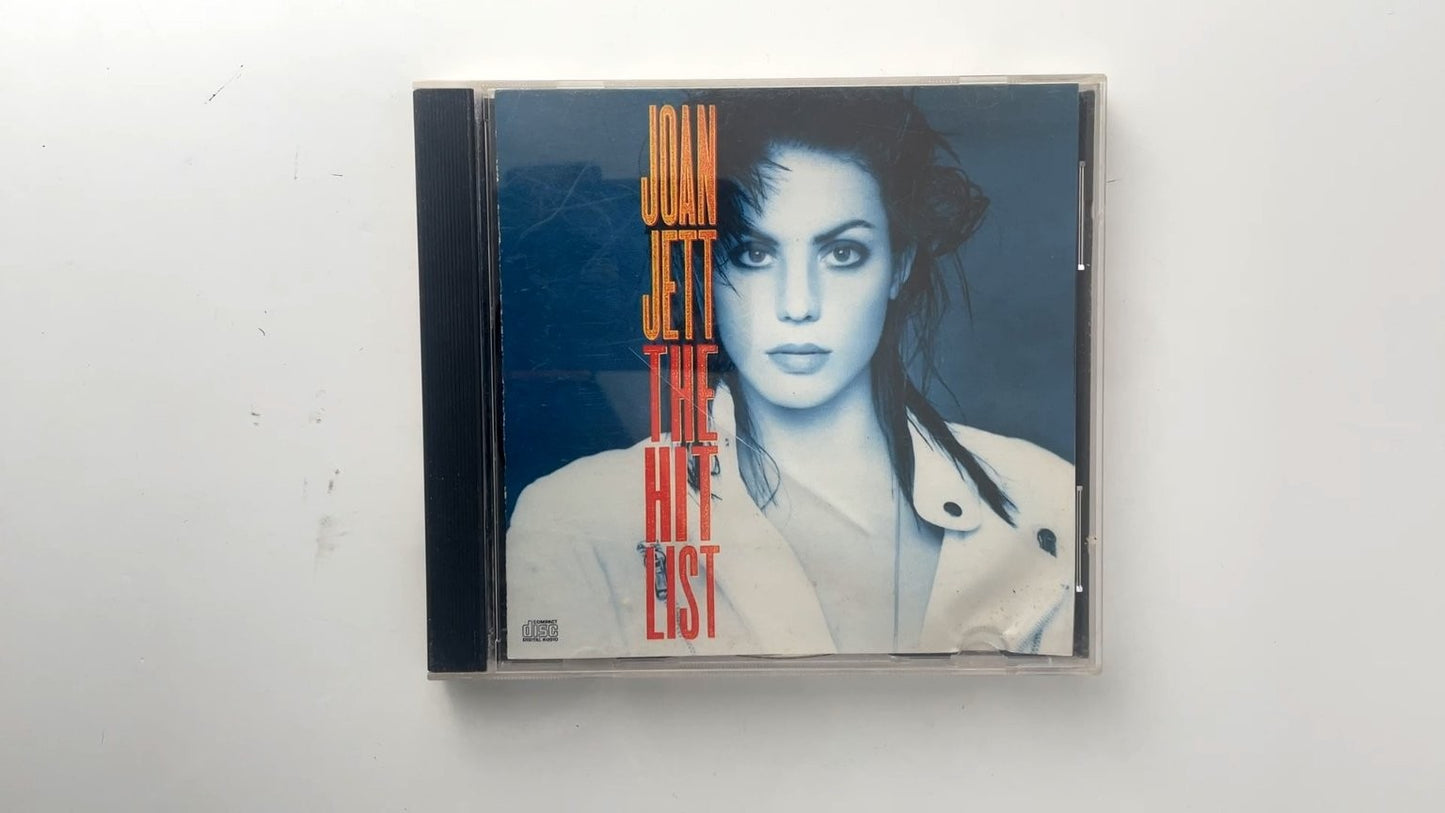 JOAN
JETT
THE
HIT
LIST
COMPACT
disc
DIGITAL AUDIO